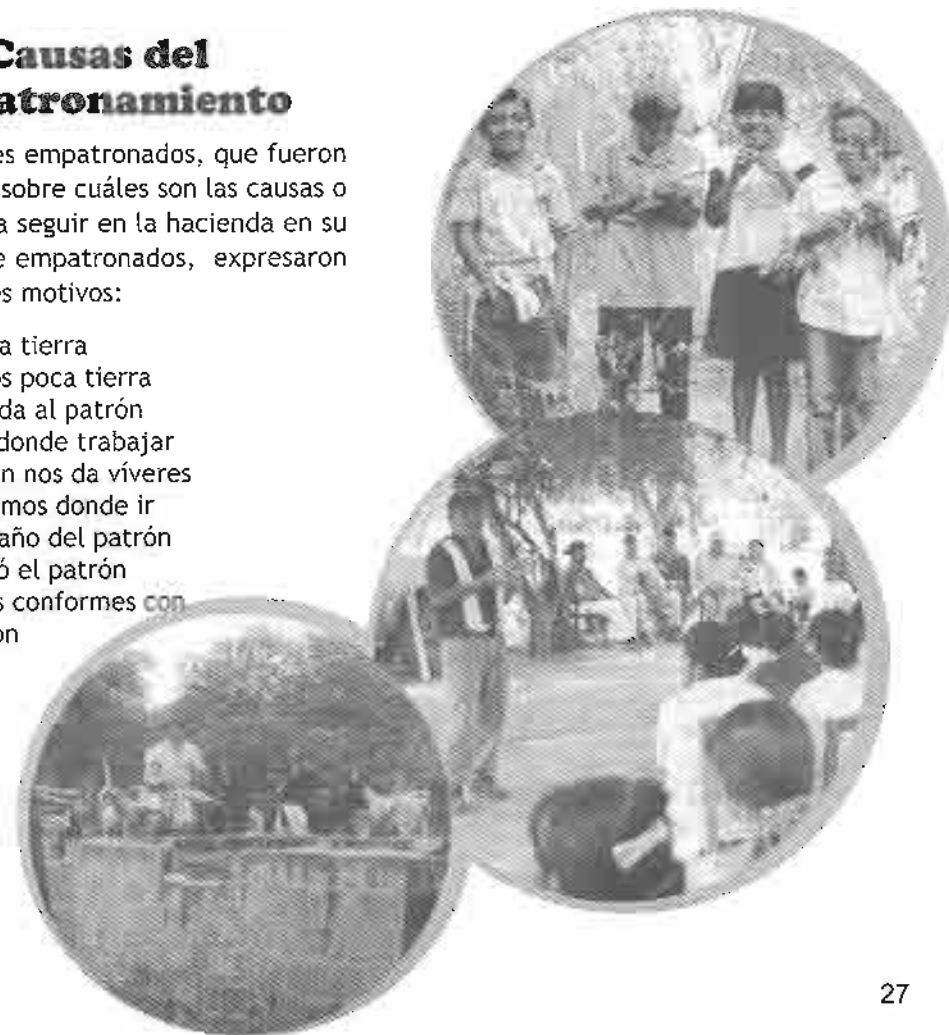 Causas del
atronamiento
es empatronados, que fueron
sobre cuáles son las causas o
a seguir en la hacienda en su
e empatronados, expresaron
es motivos:
a tierra
os poca tierra
da al patrón
donde trabajar
n nos da víveres
mos donde ir
año del patrón
ó el patrón
s conformes con
on
27